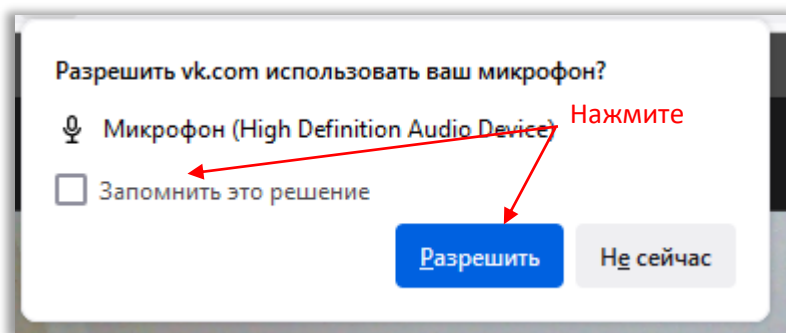 Разрешить vk.com использовать ваш микрофон?
Нажмите
Микрофон (High Definition Audio Device)
Запомнить это решение
Разрешить
Не сейчас